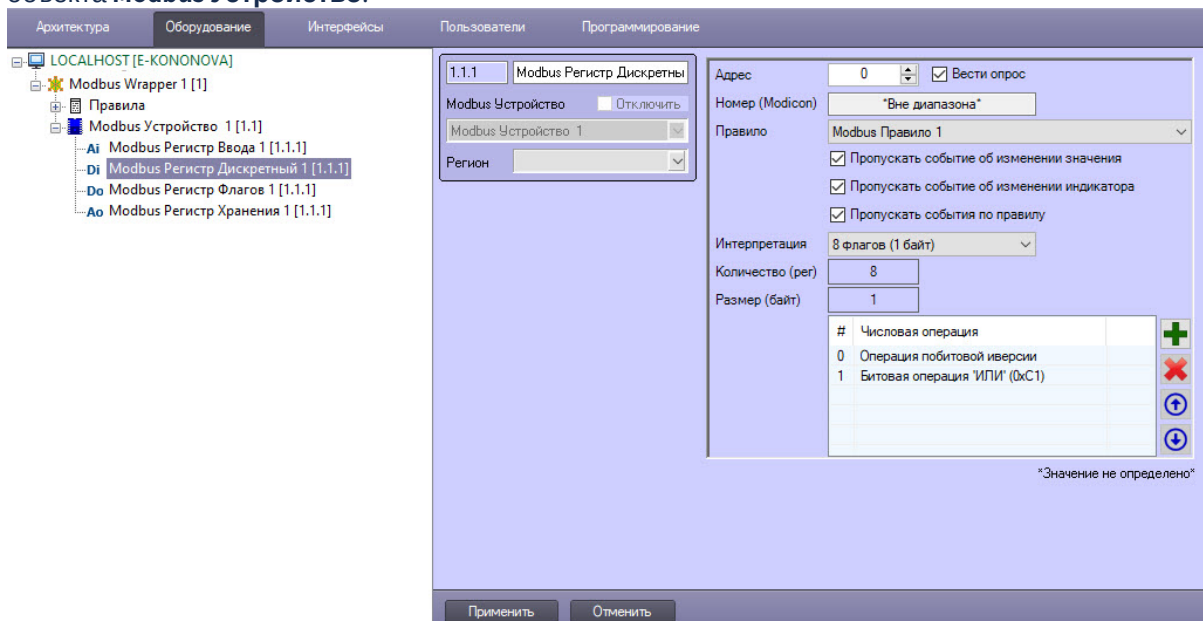 объекта Modbus Устройство.
Архитектура Оборудование Интерфейсы Пользователи Программирование
LOCALHOST [E-KONONOVA]
Modbus Wrapper 1 [1]
Правила
Modbus Устройство 1 [1.1]
Ai Modbus Регистр Ввода 1 [1.1.1]
Di Modbus Регистр Дискретный 1 [1.1.1]
Do Modbus Регистр Флагов 1 [1.1.1]
Ao Modbus Регистр Хранения 1 [1.1.1]
1.1.1 Modbus Регистр Дискретны
Modbus Устройство Отключить
Modbus Устройство 1
Регион
Адрес 0 Вести опрос
Номер (Modicon) "Вне диапазона"
Правило Modbus Правило 1
Пропускать событие об изменении значения
Пропускать событие об изменении индикатора
Пропускать события по правилу
Интерпретация 8 флагов (1 байт)
Количество (рег) 8
Размер (байт) 1
# Числовая операция
0 Операция побитовой иверсии
1 Битовая операция 'ИЛИ' (0xC1)
*Значение не определено*
Применить Отменить